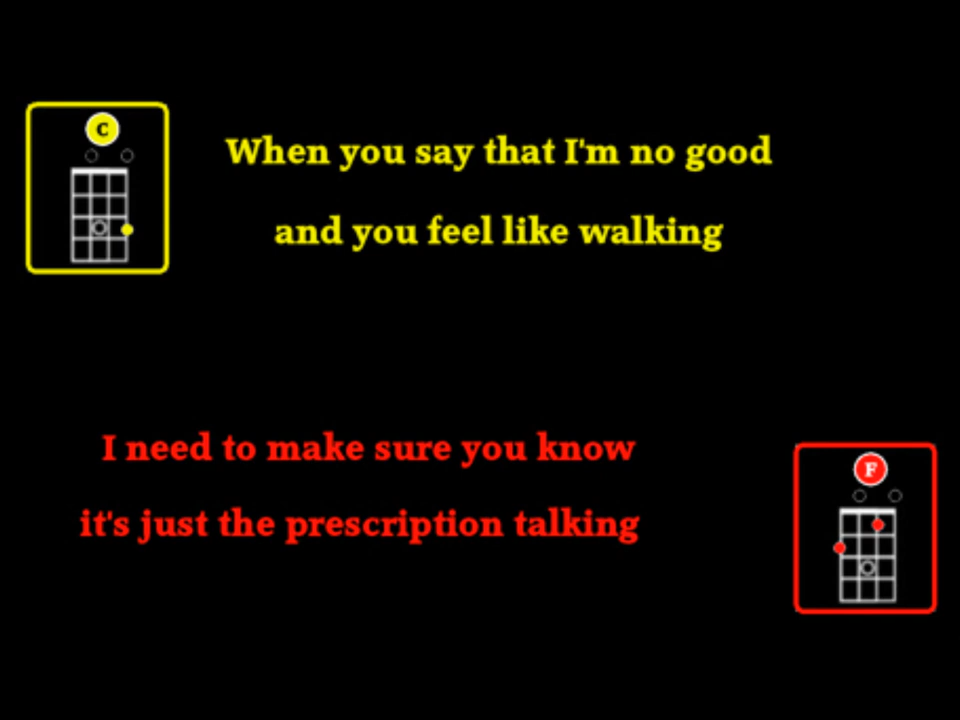 C
When you say that I'm no good
and you feel like walking
I need to make sure you know
it's just the prescription talking
F